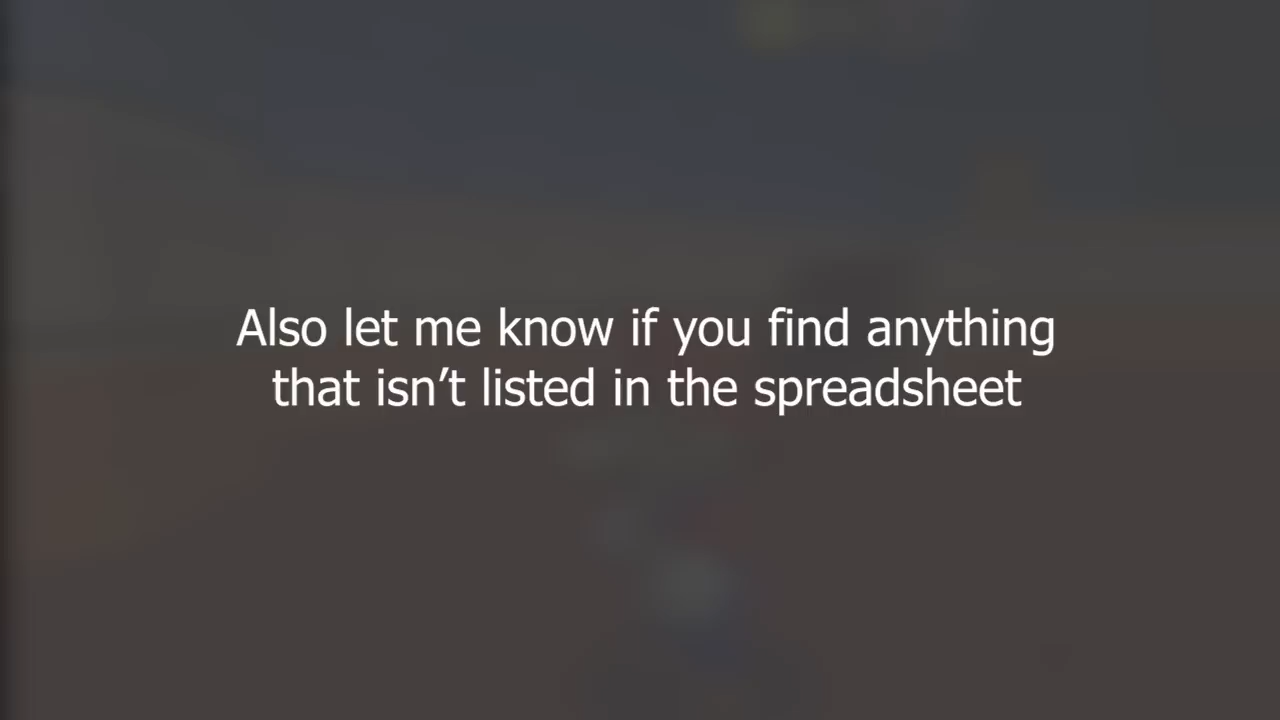 Also let me know if you find anything
that isn’t listed in the spreadsheet